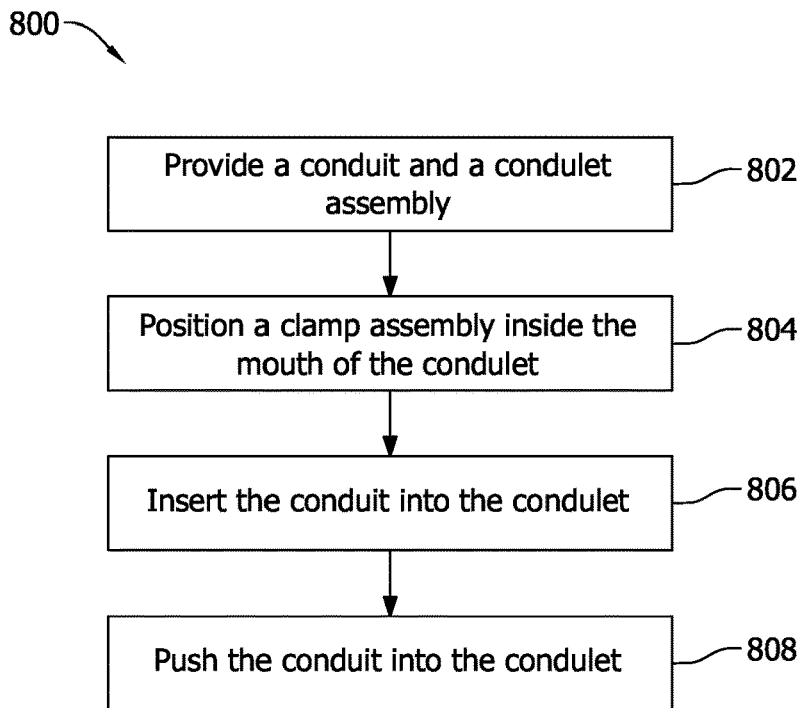 800
Provide a conduit and a condulet
assembly
802
Position a clamp assembly inside the
mouth of the condulet
804
Insert the conduit into the condulet
806
Push the conduit into the condulet
808